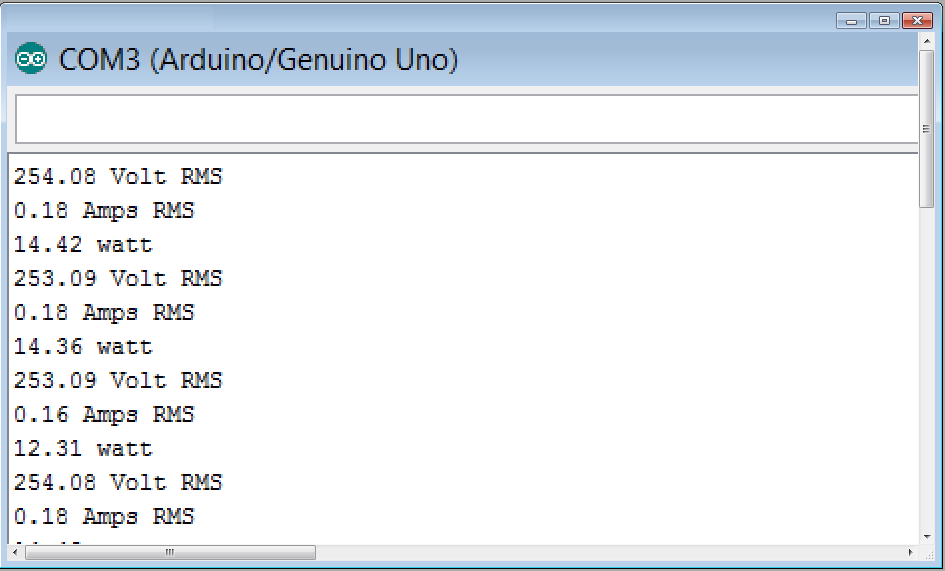 COM3 (Arduino/Genuino Uno)
254.08 Volt RMS
0.18 Amps RMS
14.42 watt
253.09 Volt RMS
0.18 Amps RMS
14.36 watt
253.09 Volt RMS
0.16 Amps RMS
12.31 watt
254.08 Volt RMS
0.18 Amps RMS